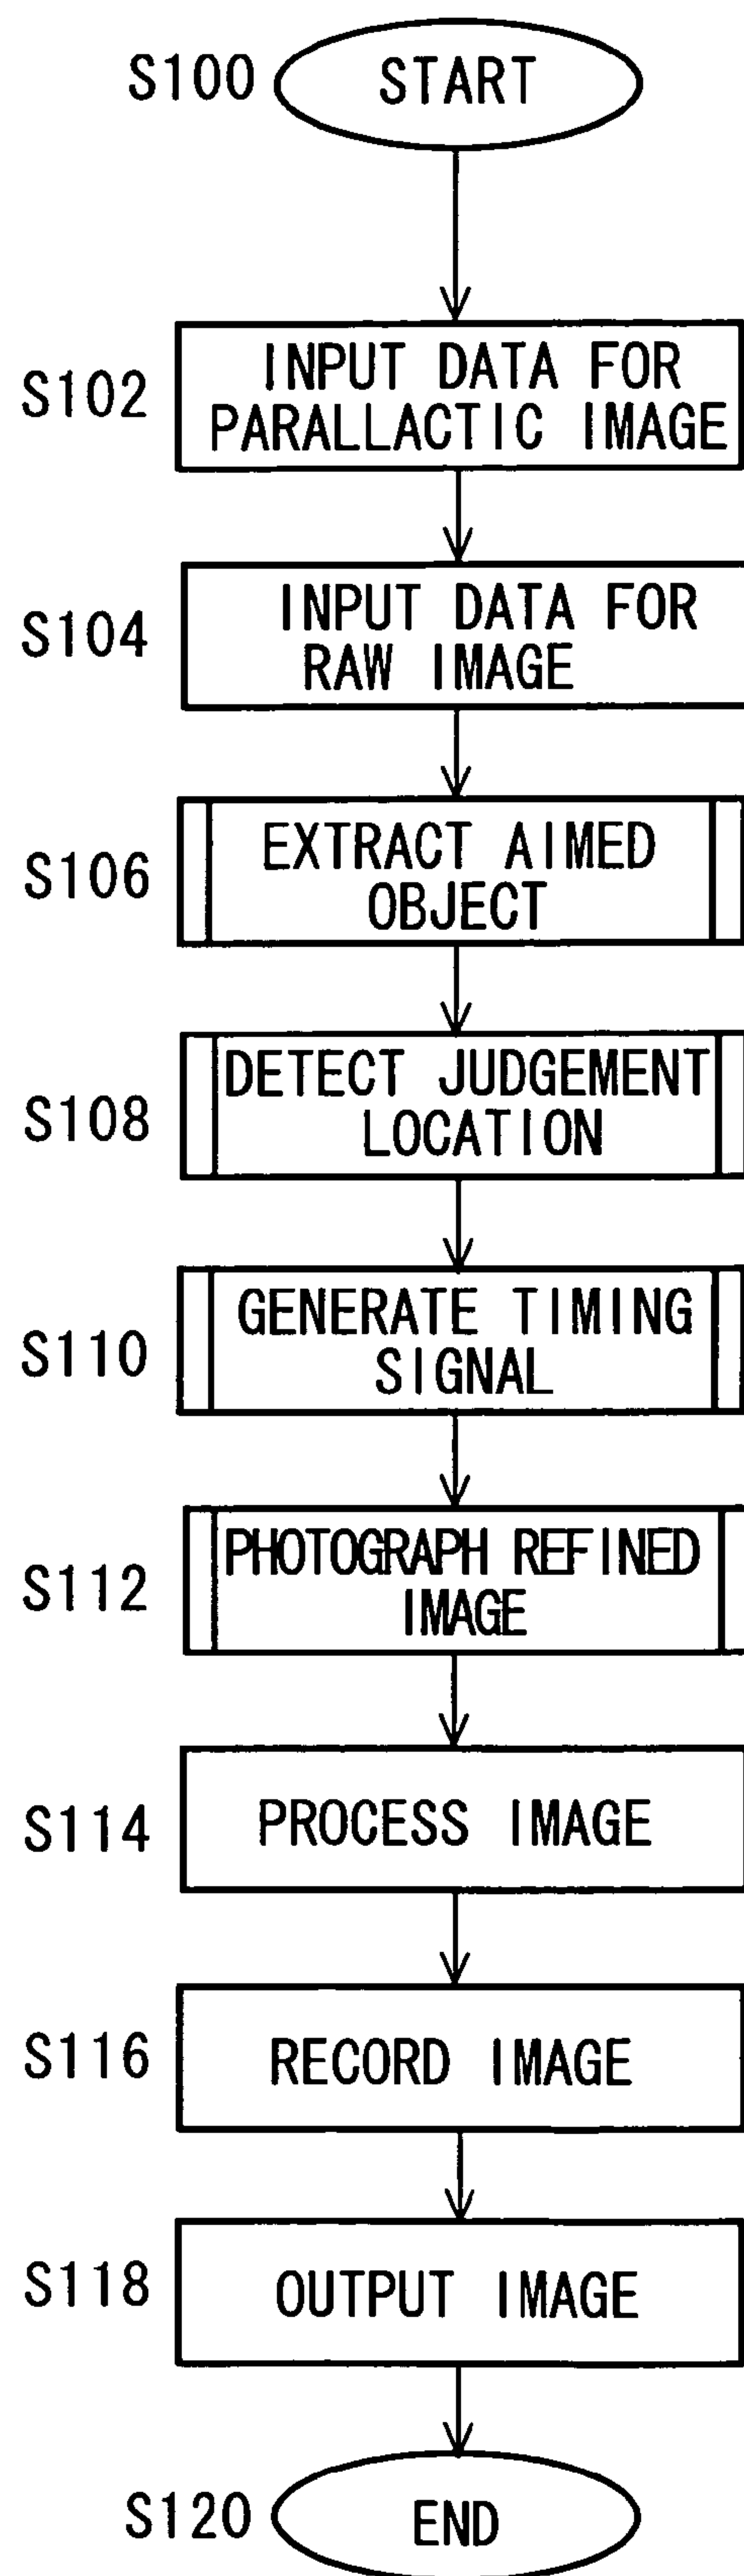 S100 START
S102 INPUT DATA FOR
PARALLACTIC IMAGE
S104 INPUT DATA FOR
RAW IMAGE
S106 EXTRACT AIMED
OBJECT
S108 DETECT JUDGEMENT
LOCATION
S110 GENERATE TIMING
SIGNAL
S112 PHOTOGRAPH REFINED
IMAGE
S114 PROCESS IMAGE
S116 RECORD IMAGE
S118 OUTPUT IMAGE
S120 END